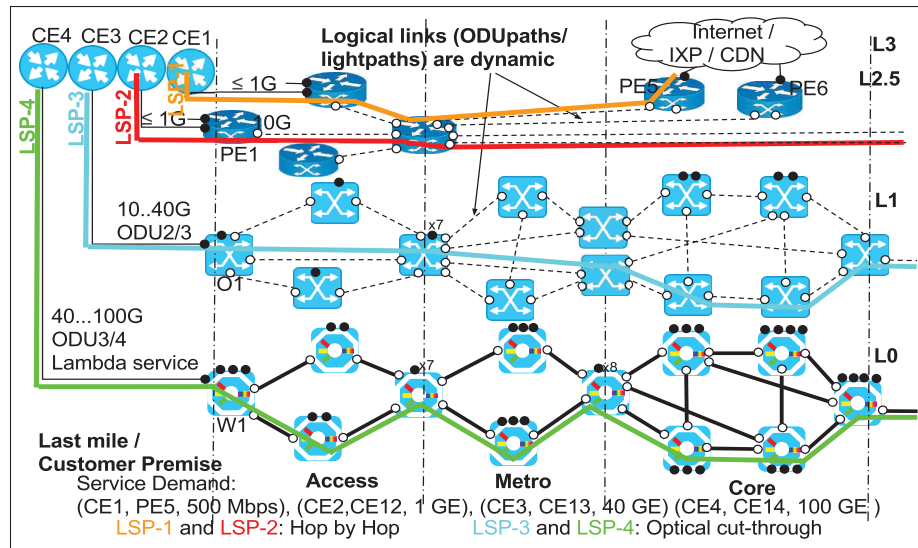 CE4 CE3 CE2 CE1
Logical links (ODUpaths/
lightpaths) are dynamic
Internet /
IXP / CDN
L3
L2.5
LSP-4
LSP-3
LSP-2
LSP-1
≤ 1G
≤ 1G
10G
PE1
PE5
PE6
10..40G
ODU2/3
O1
x7
L1
40...100G
ODU3/4
Lambda service
W1
x7
x8
L0
Last mile /
Customer Premise
Access
Metro
Core
Service Demand:
(CE1, PE5, 500 Mbps), (CE2,CE12, 1 GE), (CE3, CE13, 40 GE) (CE4, CE14, 100 GE )
LSP-1 and LSP-2: Hop by Hop
LSP-3 and LSP-4: Optical cut-through